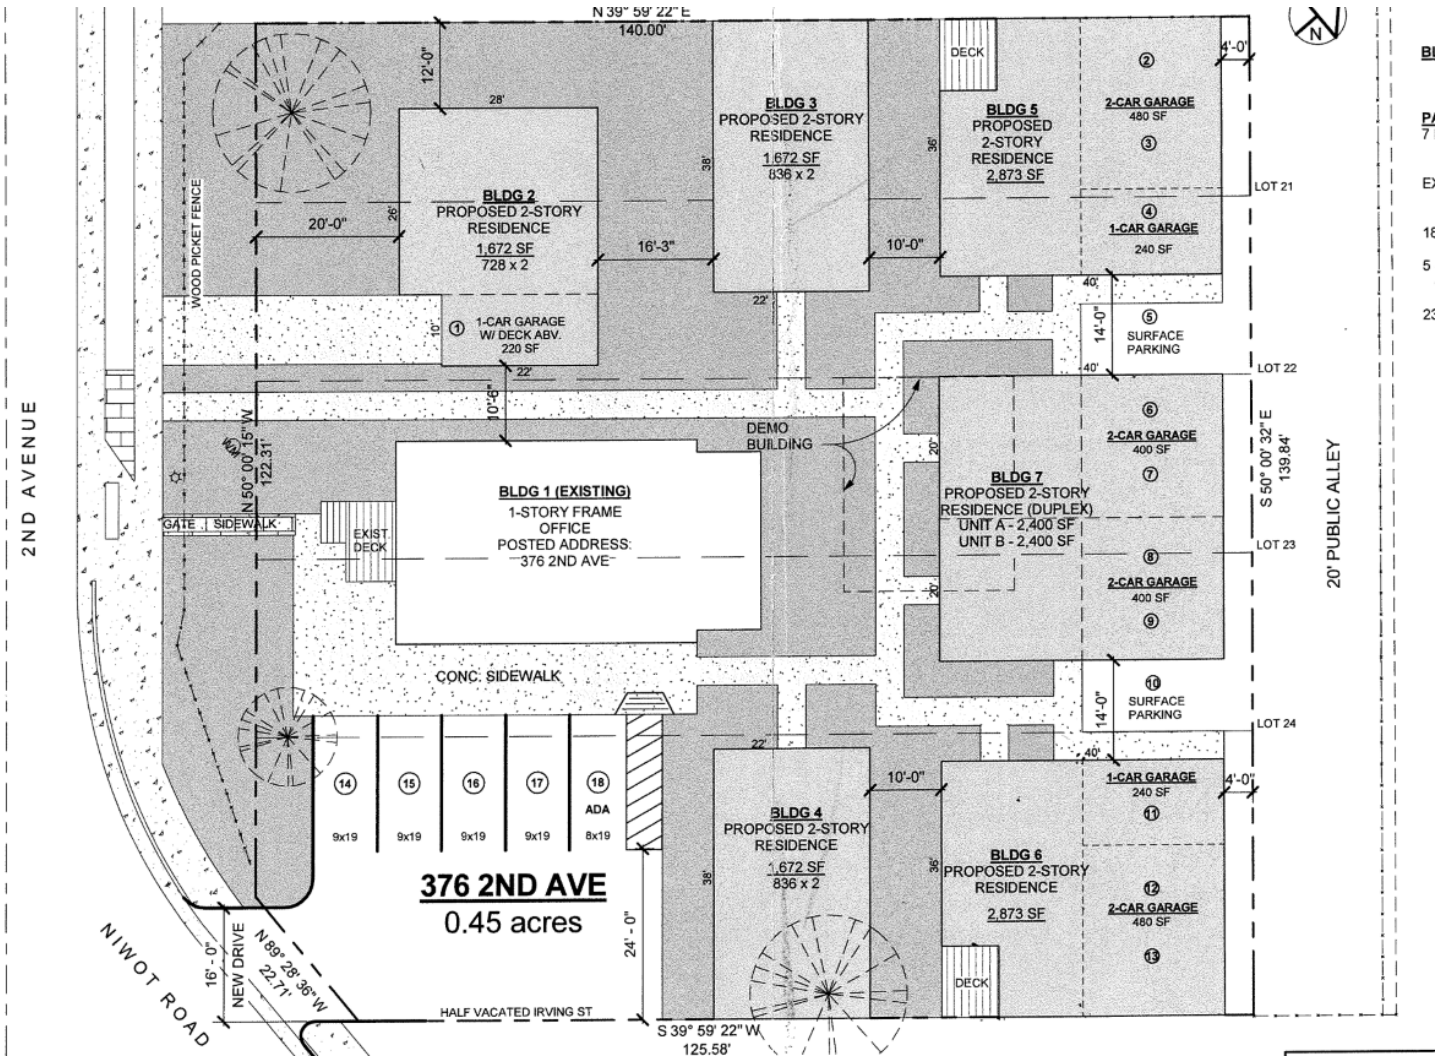 N 39° 59' 22" E
140.00'
N
BL
12'-0"
DECK
4'-0"
28'
②
BLDG 3
PROPOSED 2-STORY
RESIDENCE
1,672 SF
836 x 2
38'
BLDG 5
PROPOSED
2-STORY
RESIDENCE
2,873 SF
36'
2-CAR GARAGE
480 SF
③
PA
7
LOT 21
EX
WOOD PICKET FENCE
BLDG 2
PROPOSED 2-STORY
RESIDENCE
1,672 SF
728 x 2
26'
20'-0"
16'-3"
10'-0"
④
1-CAR GARAGE
240 SF
18
5
23
22'
40'
10'
①
1-CAR GARAGE
W/ DECK ABV.
220 SF
14'-0"
⑤
SURFACE
PARKING
22'
40'
LOT 22
2ND AVENUE
10'-6"
WM
N 50° 00' 15" W
122.31'
DEMO
BUILDING
20'
⑥
2-CAR GARAGE
400 SF
⑦
S 50° 00' 32" E
139.84'
20' PUBLIC ALLEY
BLDG 1 (EXISTING)
1-STORY FRAME
OFFICE
POSTED ADDRESS:
376 2ND AVE
BLDG 7
PROPOSED 2-STORY
RESIDENCE (DUPLEX)
UNIT A - 2,400 SF
UNIT B - 2,400 SF
GATE
SIDEWALK
EXIST.
DECK
LOT 23
20'
⑧
2-CAR GARAGE
400 SF
⑨
CONC. SIDEWALK
14'-0"
⑩
SURFACE
PARKING
LOT 24
22'
40'
⑭
9x19
⑮
9x19
⑯
9x19
⑰
9x19
⑱
ADA
8x19
10'-0"
1-CAR GARAGE
240 SF
⑪
4'-0"
BLDG 4
PROPOSED 2-STORY
RESIDENCE
1,672 SF
836 x 2
38'
BLDG 6
PROPOSED 2-STORY
RESIDENCE
2,873 SF
36'
⑫
2-CAR GARAGE
480 SF
⑬
376 2ND AVE
0.45 acres
24' - 0"
NIWOT ROAD
16' - 0"
NEW DRIVE
N 89° 28' 36" W
22.71'
DECK
HALF VACATED IRVING ST
S 39° 59' 22" W
125.58'